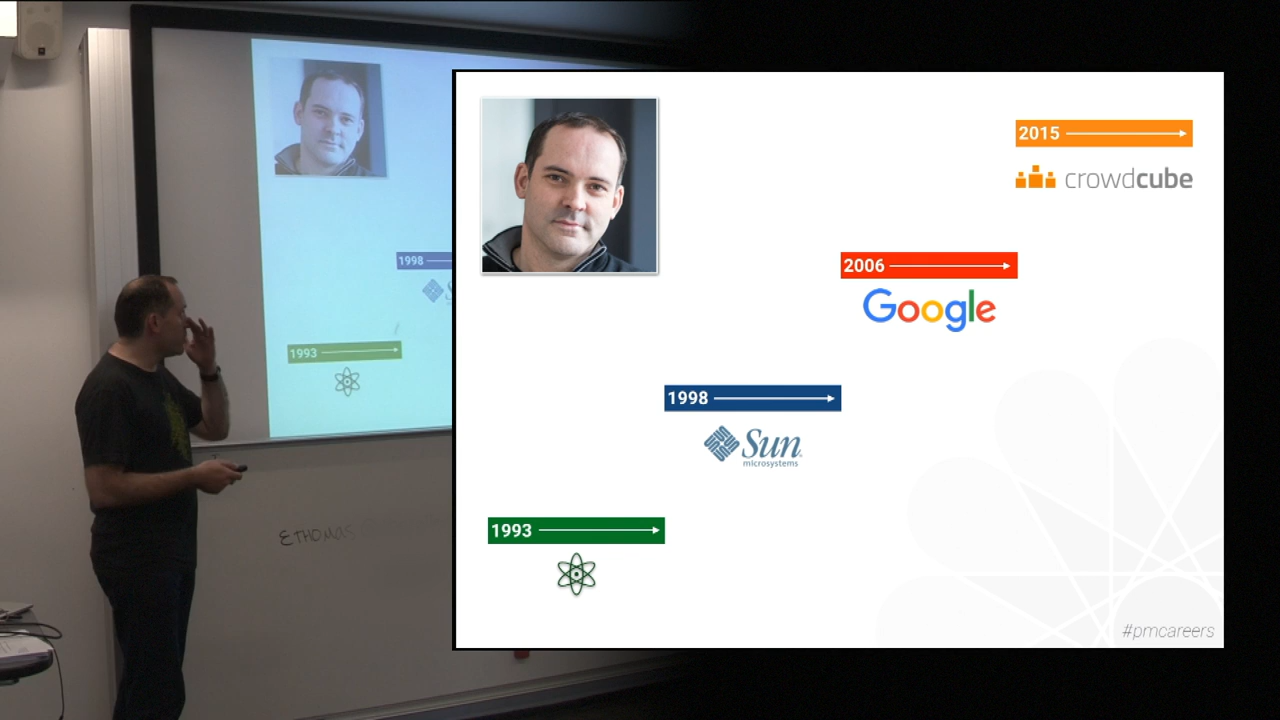 2015
crowdcube
2006
Google
1998
Sun
microsystems
1993
#pmcareers
1998
1993
ETHOMAS